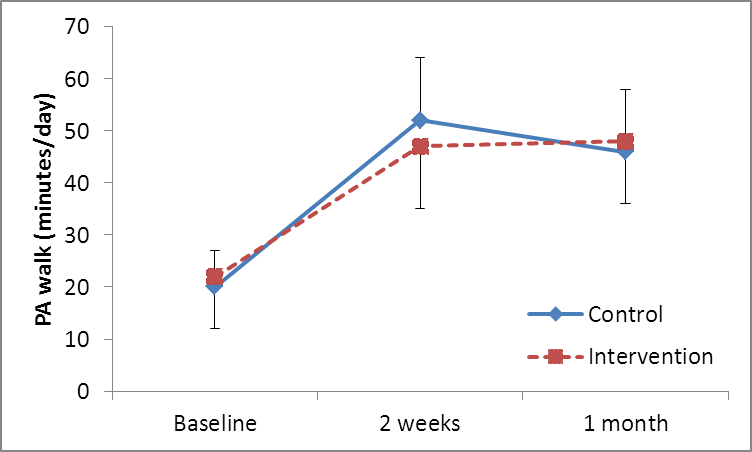 70
60
50
40
30
20
10
0
PA walk (minutes/day)
Baseline
2 weeks
1 month
Control
Intervention